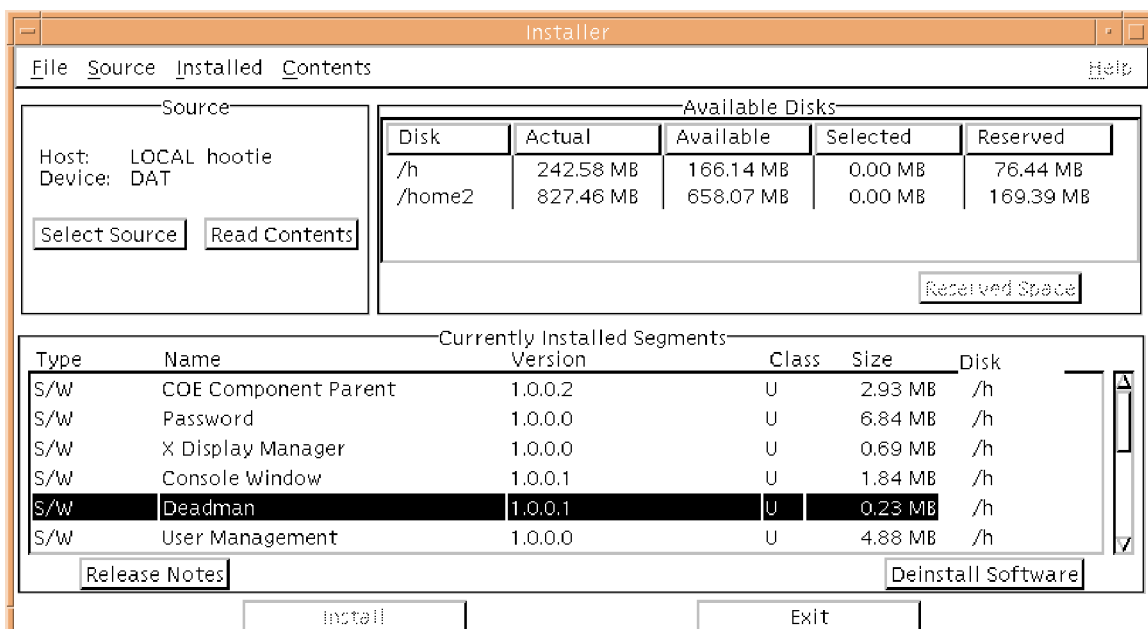 Installer
File Source Installed Contents Help
Source
Host: LOCAL hootie
Device: DAT
Select Source Read Contents
Available Disks
Disk Actual Available Selected Reserved
/h 242.58 MB 166.14 MB 0.00 MB 76.44 MB
/home2 827.46 MB 658.07 MB 0.00 MB 169.39 MB
Reserved Space
Currently Installed Segments
Type Name Version Class Size Disk
S/W COE Component Parent 1.0.0.2 U 2.93 MB /h
S/W Password 1.0.0.0 U 6.84 MB /h
S/W X Display Manager 1.0.0.0 U 0.69 MB /h
S/W Console Window 1.0.0.1 U 1.84 MB /h
S/W Deadman 1.0.0.1 U 0.23 MB /h
S/W User Management 1.0.0.0 U 4.88 MB /h
Release Notes Deinstall Software
Install Exit